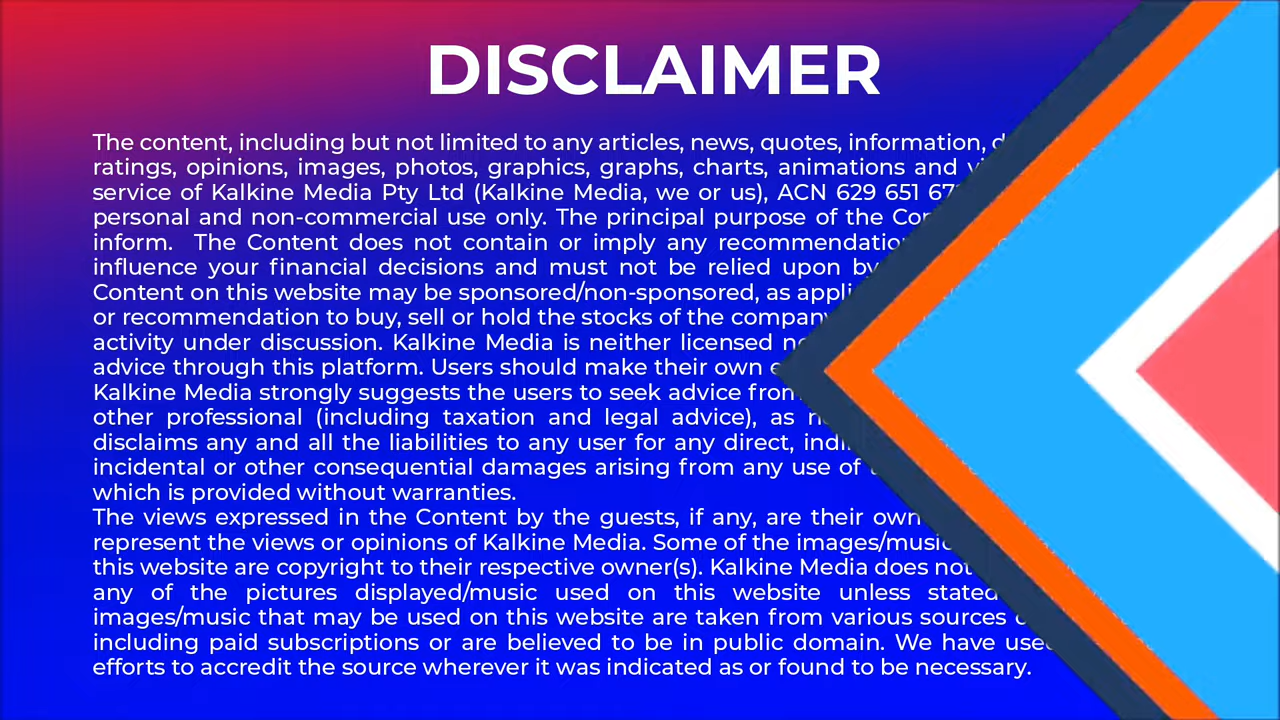 DISCLAIMER
The content, including but not limited to any articles, news, quotes, information,
ratings, opinions, images, photos, graphics, graphs, charts, animations and
service of Kalkine Media Pty Ltd (Kalkine Media, we or us), ACN 629 651
personal and non-commercial use only. The principal purpose of the
inform. The Content does not contain or imply any
influence your financial decisions and must not be relied upon by
Content on this website may be sponsored/non-sponsored, as
or recommendation to buy, sell or hold the stocks of the
activity under discussion. Kalkine Media is neither licensed
advice through this platform. Users should make their own
Kalkine Media strongly suggests the users to seek advice from
other professional (including taxation and legal advice), as
disclaims any and all the liabilities to any user for any direct,
incidental or other consequential damages arising from any use of
which is provided without warranties.
The views expressed in the Content by the guests, if any, are their own
represent the views or opinions of Kalkine Media. Some of the images/music
this website are copyright to their respective owner(s). Kalkine Media does not
any of the pictures displayed/music used on this website unless stated
images/music that may be used on this website are taken from various sources
including paid subscriptions or are believed to be in public domain. We have used
efforts to accredit the source wherever it was indicated as or found to be necessary.